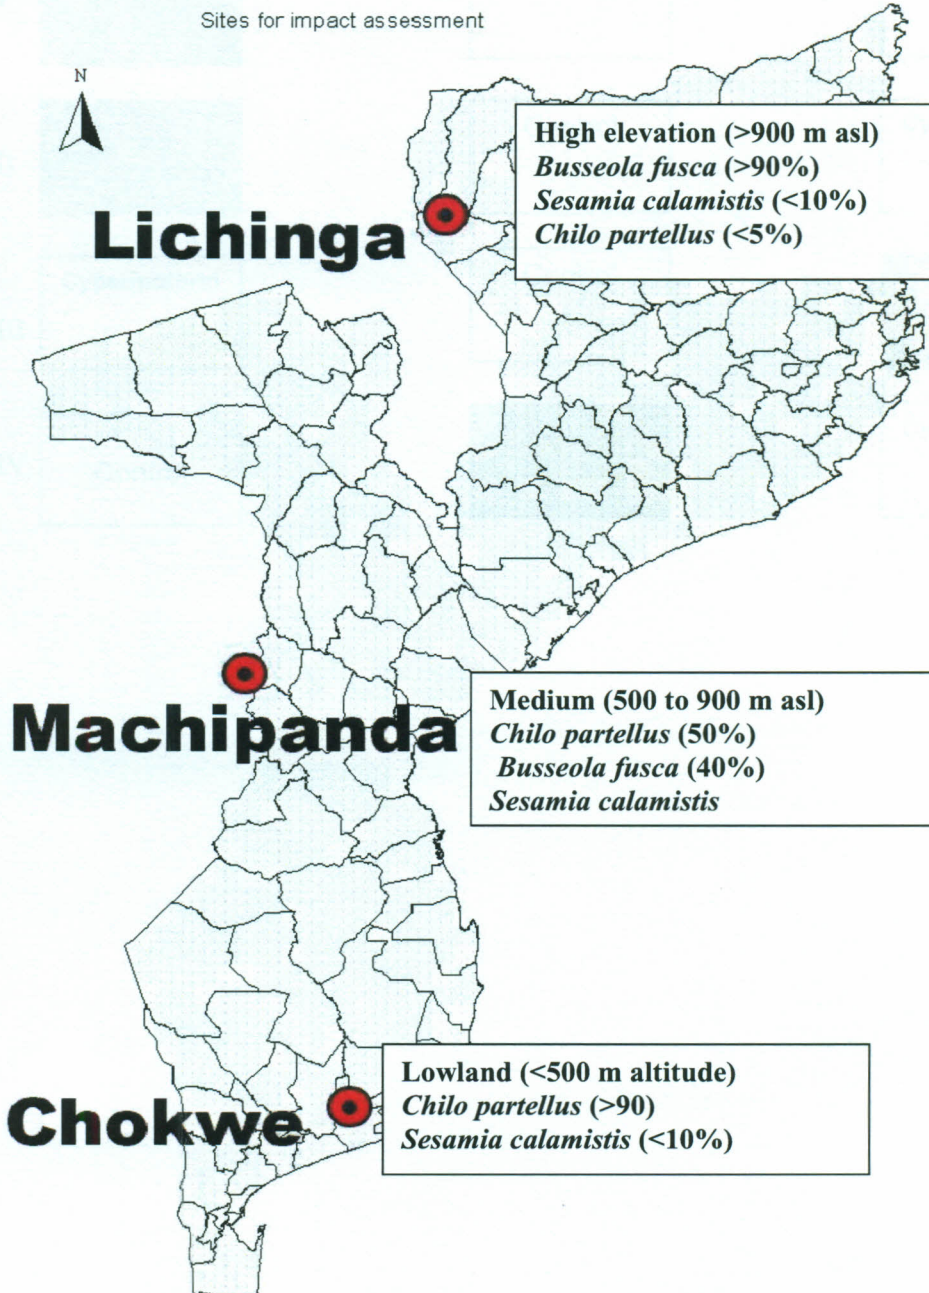 Sites for impact assessment
N
High elevation (>900 m asl)
Busseola fusca (>90%)
Sesamia calamistis (<10%)
Chilo partellus (<5%)
Lichinga
Machipanda
Medium (500 to 900 m asl)
Chilo partellus (50%)
Busseola fusca (40%)
Sesamia calamistis
Lowland (<500 m altitude)
Chilo partellus (>90)
Sesamia calamistis (<10%)
Chokwe